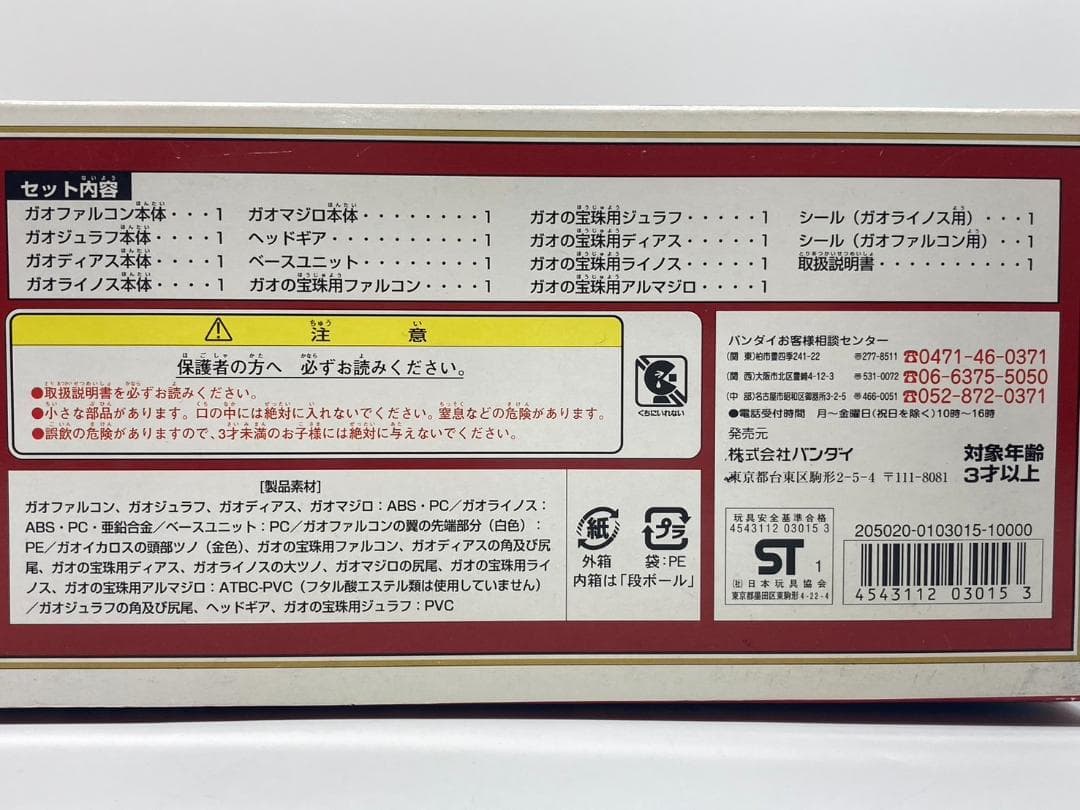 セット内容
ガオファルコン本体・・・1
ガオジュラフ本体・・・・1
ガオディアス本体・・・・1
ガオライノス本体・・・・1
ガオマジロ本体・・・・・・・・1
ヘッドギア・・・・・・・・・・1
ベースユニット・・・・・・・・1
ガオの宝珠用ファルコン・・・・1
ガオの宝珠用ジュラフ・・・・・1
ガオの宝珠用ディアス・・・・・1
ガオの宝珠用ライノス・・・・・1
ガオの宝珠用アルマジロ・・・・1
シール（ガオライノス用）・・・1
シール（ガオファルコン用）・・1
取扱説明書・・・・・・・・・・1
⚠ 注意
保護者の方へ 必ずお読みください。
●取扱説明書を必ずお読みください。
●小さな部品があります。口の中には絶対に入れないでください。窒息などの危険があります。
●誤飲の危険がありますので、3才未満のお子様には絶対に与えないでください。
くちにいれない
バンダイお客様相談センター
(関 東)柏市豊四季241-22 〒277-8511 ☎0471-46-0371
(関 西)大阪市北区豊崎4-12-3 〒531-0072 ☎06-6375-5050
(中 部)名古屋市昭和区御器所3-2-5 〒466-0051 ☎052-872-0371
●電話受付時間 月〜金曜日(祝日を除く)10時〜16時
発売元
株式会社バンダイ
東京都台東区駒形2-5-4 〒111-8081
対象年齢
3才以上
[製品素材]
ガオファルコン、ガオジュラフ、ガオディアス、ガオマジロ：ABS・PC／ガオライノス：
ABS・PC・亜鉛合金／ベースユニット：PC／ガオファルコンの翼の先端部分（白色）：
PE／ガオイカロスの頭部ツノ（金色）、ガオの宝珠用ファルコン、ガオディアスの角及び尻
尾、ガオの宝珠用ディアス、ガオライノスの大ツノ、ガオマジロの尻尾、ガオの宝珠用ライ
ノス、ガオの宝珠用アルマジロ：ATBC-PVC（フタル酸エステル類は使用していません）
／ガオジュラフの角及び尻尾、ヘッドギア、ガオの宝珠用ジュラフ：PVC
紙
外箱
プラ
袋：PE
内箱は「段ボール」
玩具安全基準合格
4543112 03015 3
ST 1
(社)日本玩具協会
東京都墨田区東駒形4-22-4
205020-0103015-10000
4543112 03015 3